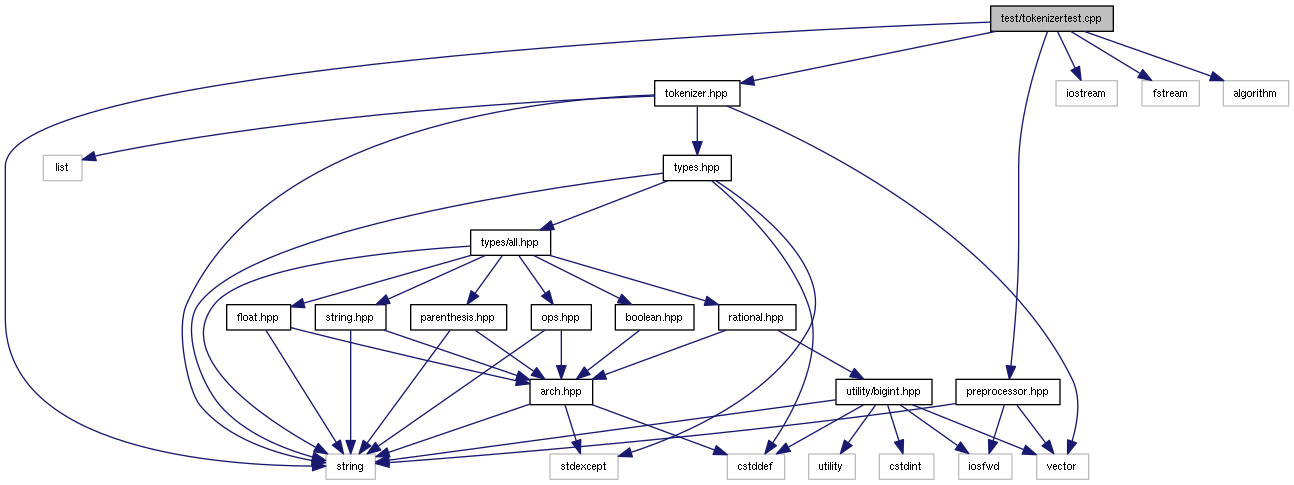 test/tokenizertest.cpp
tokenizer.hpp
iostream
fstream
algorithm
list
types.hpp
types/all.hpp
float.hpp
string.hpp
parenthesis.hpp
ops.hpp
boolean.hpp
rational.hpp
arch.hpp
utility/bigint.hpp
preprocessor.hpp
string
stdexcept
cstddef
utility
cstdint
iosfwd
vector